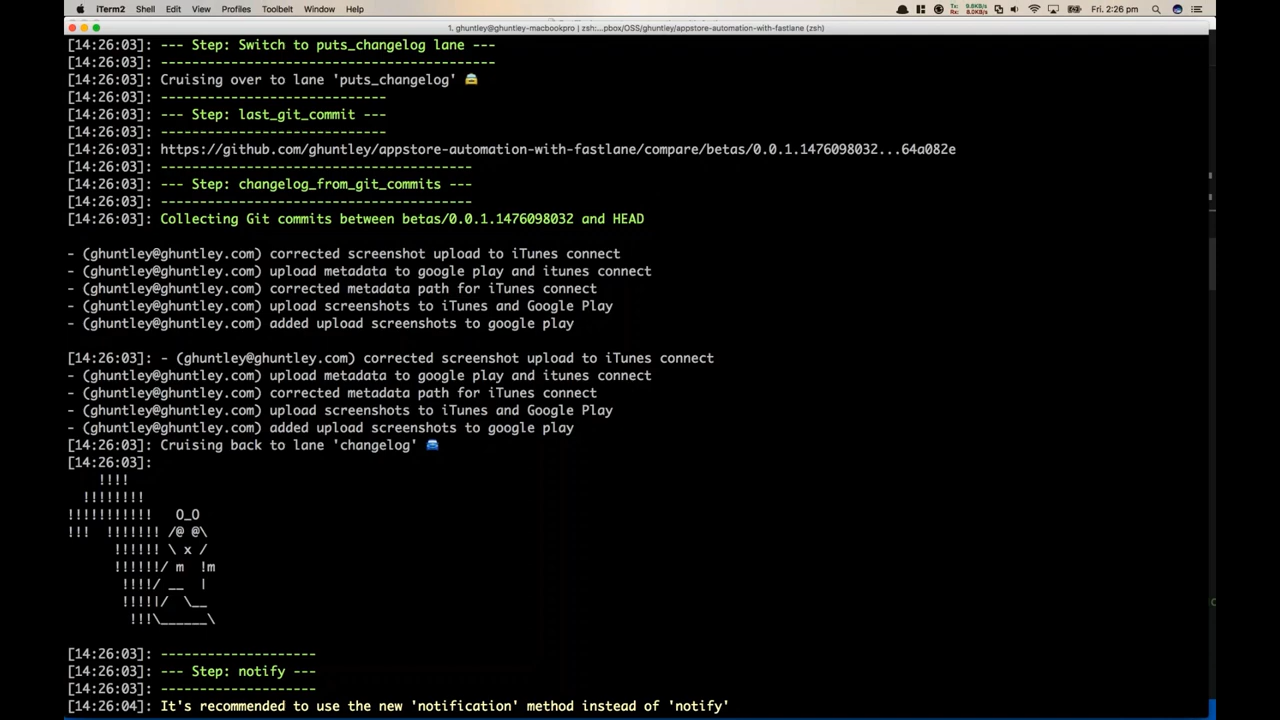 iTerm2 Shell Edit View Profiles Toolbelt Window Help Fri. 2:26 pm
1. ghuntley@ghuntley-macbookpro | zsh:...pbox/OSS/ghuntley/appstore-automation-with-fastlane (zsh)
[14:26:03]: --- Step: Switch to puts_changelog lane ---
[14:26:03]: -------------------------------------------
[14:26:03]: Cruising over to lane 'puts_changelog' 🚖
[14:26:03]: -----------------------------
[14:26:03]: --- Step: last_git_commit ---
[14:26:03]: -----------------------------
[14:26:03]: https://github.com/ghuntley/appstore-automation-with-fastlane/compare/betas/0.0.1.1476098032...64a082e
[14:26:03]: ----------------------------------------
[14:26:03]: --- Step: changelog_from_git_commits ---
[14:26:03]: ----------------------------------------
[14:26:03]: Collecting Git commits between betas/0.0.1.1476098032 and HEAD
- (ghuntley@ghuntley.com) corrected screenshot upload to iTunes connect
- (ghuntley@ghuntley.com) upload metadata to google play and itunes connect
- (ghuntley@ghuntley.com) corrected metadata path for iTunes connect
- (ghuntley@ghuntley.com) upload screenshots to iTunes and Google Play
- (ghuntley@ghuntley.com) added upload screenshots to google play
[14:26:03]: - (ghuntley@ghuntley.com) corrected screenshot upload to iTunes connect
- (ghuntley@ghuntley.com) upload metadata to google play and itunes connect
- (ghuntley@ghuntley.com) corrected metadata path for iTunes connect
- (ghuntley@ghuntley.com) upload screenshots to iTunes and Google Play
- (ghuntley@ghuntley.com) added upload screenshots to google play
[14:26:03]: Cruising back to lane 'changelog' 🚘
[14:26:03]:
    !!!!
  !!!!!!!!
!!!!!!!!!!!   O_O
!!!  !!!!!!! /@ @\
      !!!!!! \ x /
      !!!!!!/ m  !m
       !!!!/ __  |
       !!!!!|/  \__
        !!!\______\
[14:26:03]: --------------------
[14:26:03]: --- Step: notify ---
[14:26:03]: --------------------
[14:26:04]: It's recommended to use the new 'notification' method instead of 'notify'